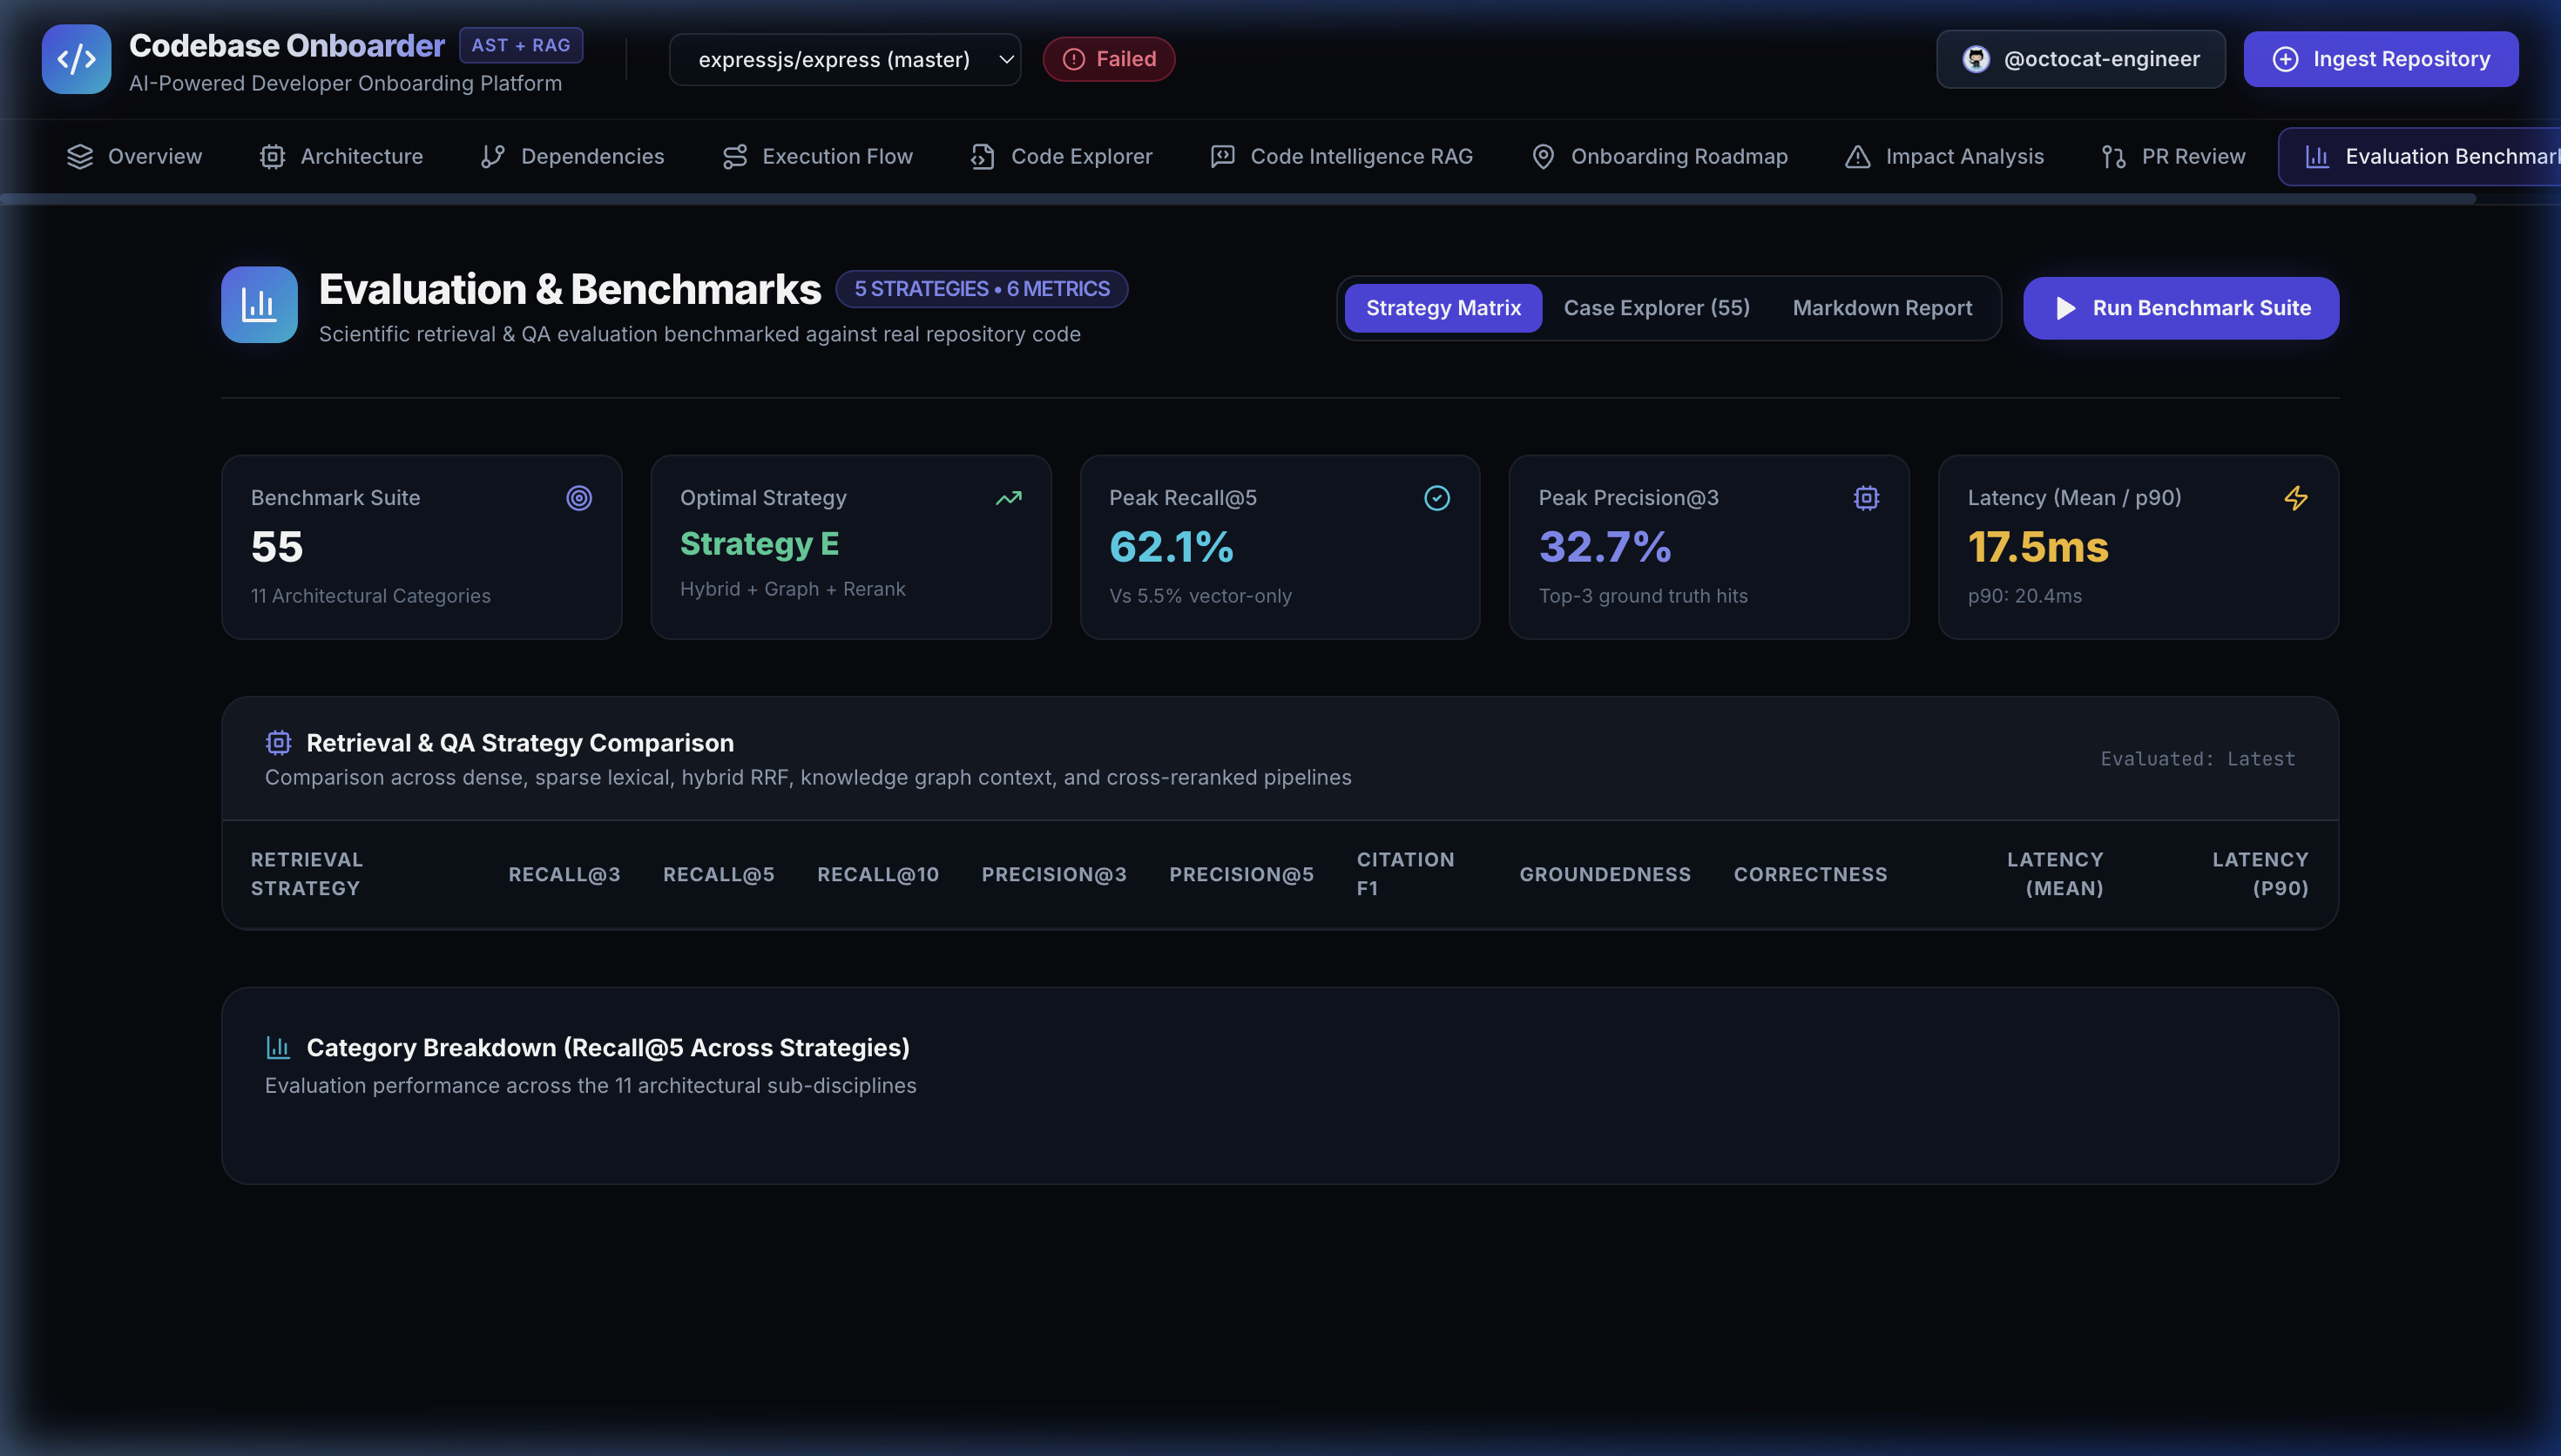 Codebase Onboarder
AST + RAG
AI-Powered Developer Onboarding Platform
expressjs/express (master)
Failed
@octocat-engineer
Ingest Repository
Overview
Architecture
Dependencies
Execution Flow
Code Explorer
Code Intelligence RAG
Onboarding Roadmap
Impact Analysis
PR Review
Evaluation Benchmark
Evaluation & Benchmarks
5 STRATEGIES • 6 METRICS
Scientific retrieval & QA evaluation benchmarked against real repository code
Strategy Matrix
Case Explorer (55)
Markdown Report
Run Benchmark Suite
Benchmark Suite
55
11 Architectural Categories
Optimal Strategy
Strategy E
Hybrid + Graph + Rerank
Peak Recall@5
62.1%
Vs 5.5% vector-only
Peak Precision@3
32.7%
Top-3 ground truth hits
Latency (Mean / p90)
17.5ms
p90: 20.4ms
Retrieval & QA Strategy Comparison
Comparison across dense, sparse lexical, hybrid RRF, knowledge graph context, and cross-reranked pipelines
Evaluated: Latest
RETRIEVAL
STRATEGY
RECALL@3
RECALL@5
RECALL@10
PRECISION@3
PRECISION@5
CITATION
F1
GROUNDEDNESS
CORRECTNESS
LATENCY
(MEAN)
LATENCY
(P90)
Category Breakdown (Recall@5 Across Strategies)
Evaluation performance across the 11 architectural sub-disciplines